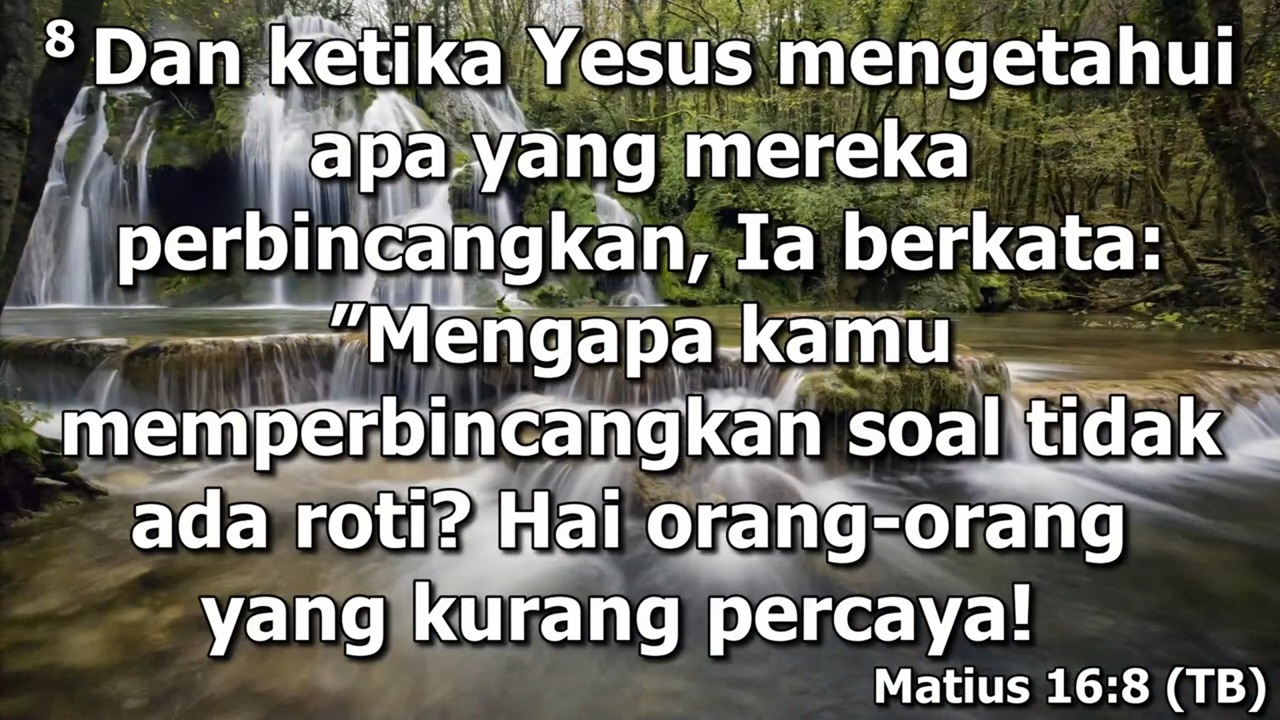 ⁸ Dan ketika Yesus mengetahui
apa yang mereka
perbincangkan, Ia berkata:
”Mengapa kamu
memperbincangkan soal tidak
ada roti? Hai orang-orang
yang kurang percaya!
Matius 16:8 (TB)